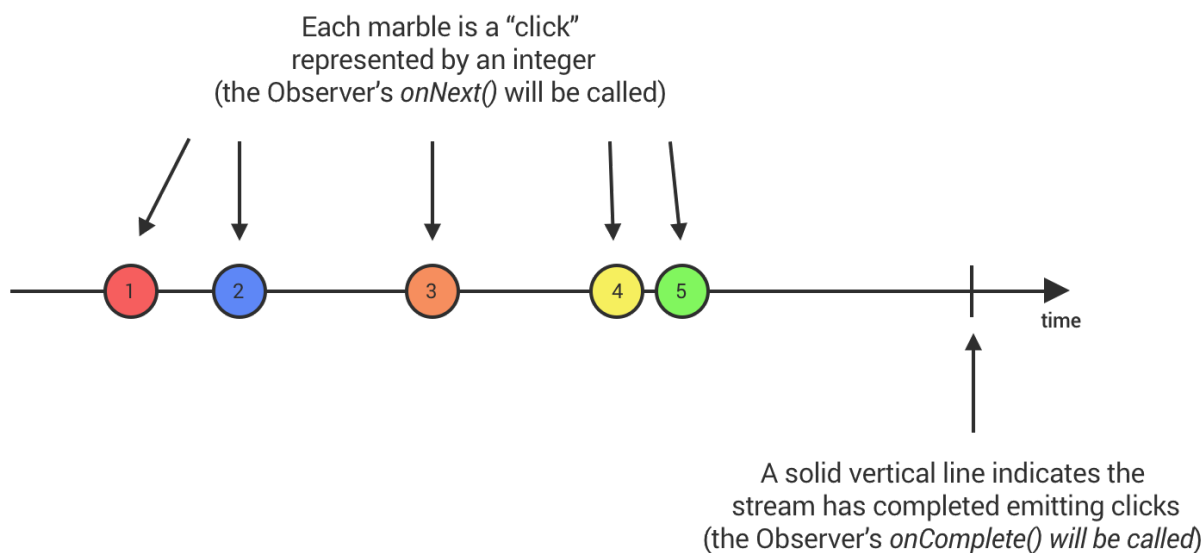 Each marble is a “click”
represented by an integer
(the Observer’s onNext() will be called)
1
2
3
4
5
time
A solid vertical line indicates the
stream has completed emitting clicks
(the Observer’s onComplete() will be called)